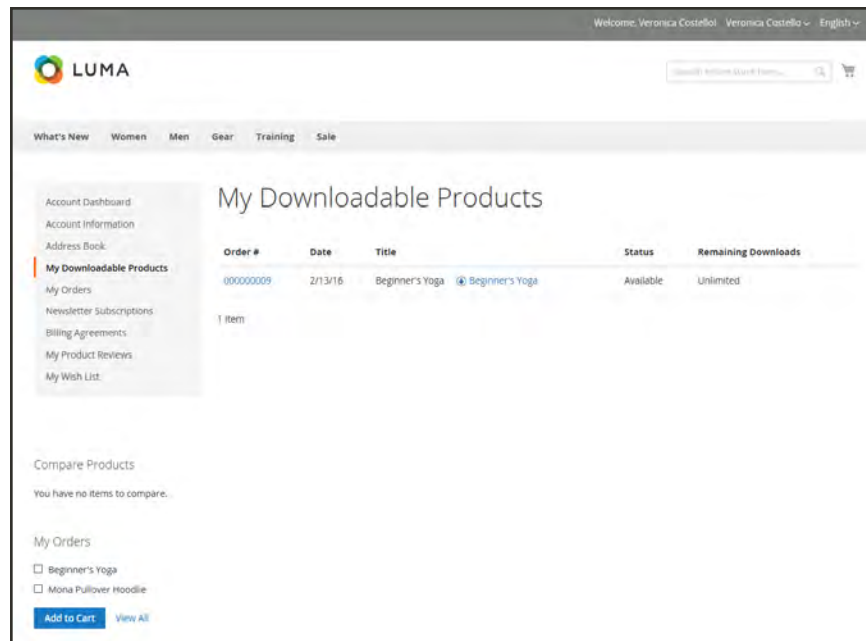 Welcome, Veronica Costello! Veronica Costello English
LUMA
What's New Women Men Gear Training Sale
My Downloadable Products
Account Dashboard
Account Information
Address Book
My Downloadable Products
My Orders
Newsletter Subscriptions
Billing Agreements
My Product Reviews
My Wish List
Order # Date Title Status Remaining Downloads
000000009 2/13/16 Beginner's Yoga Beginner's Yoga Available Unlimited
1 Item
Compare Products
You have no items to compare.
My Orders
Beginner's Yoga
Mona Pullover Hoodlie
Add to Cart View All